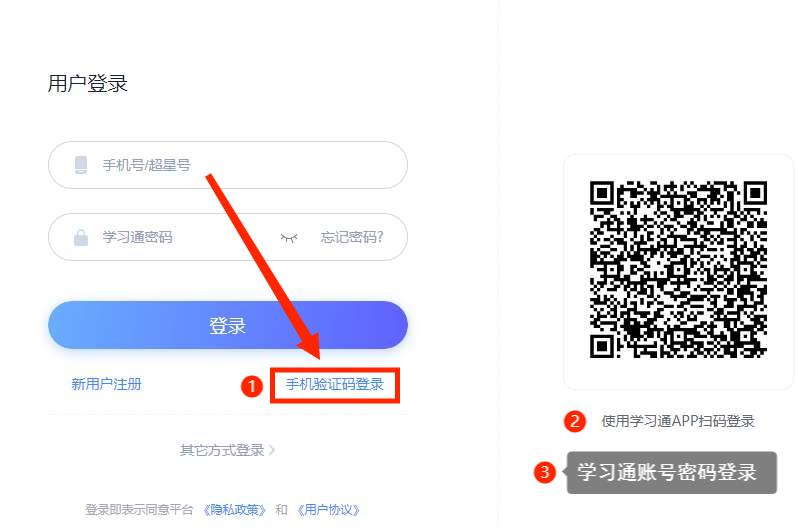 用户登录
手机号/超星号
学习通密码 忘记密码?
登录
新用户注册 1 手机验证码登录
其它方式登录
登录即表示同意平台 《隐私政策》 和 《用户协议》
2 使用学习通APP扫码登录
3 学习通账号密码登录